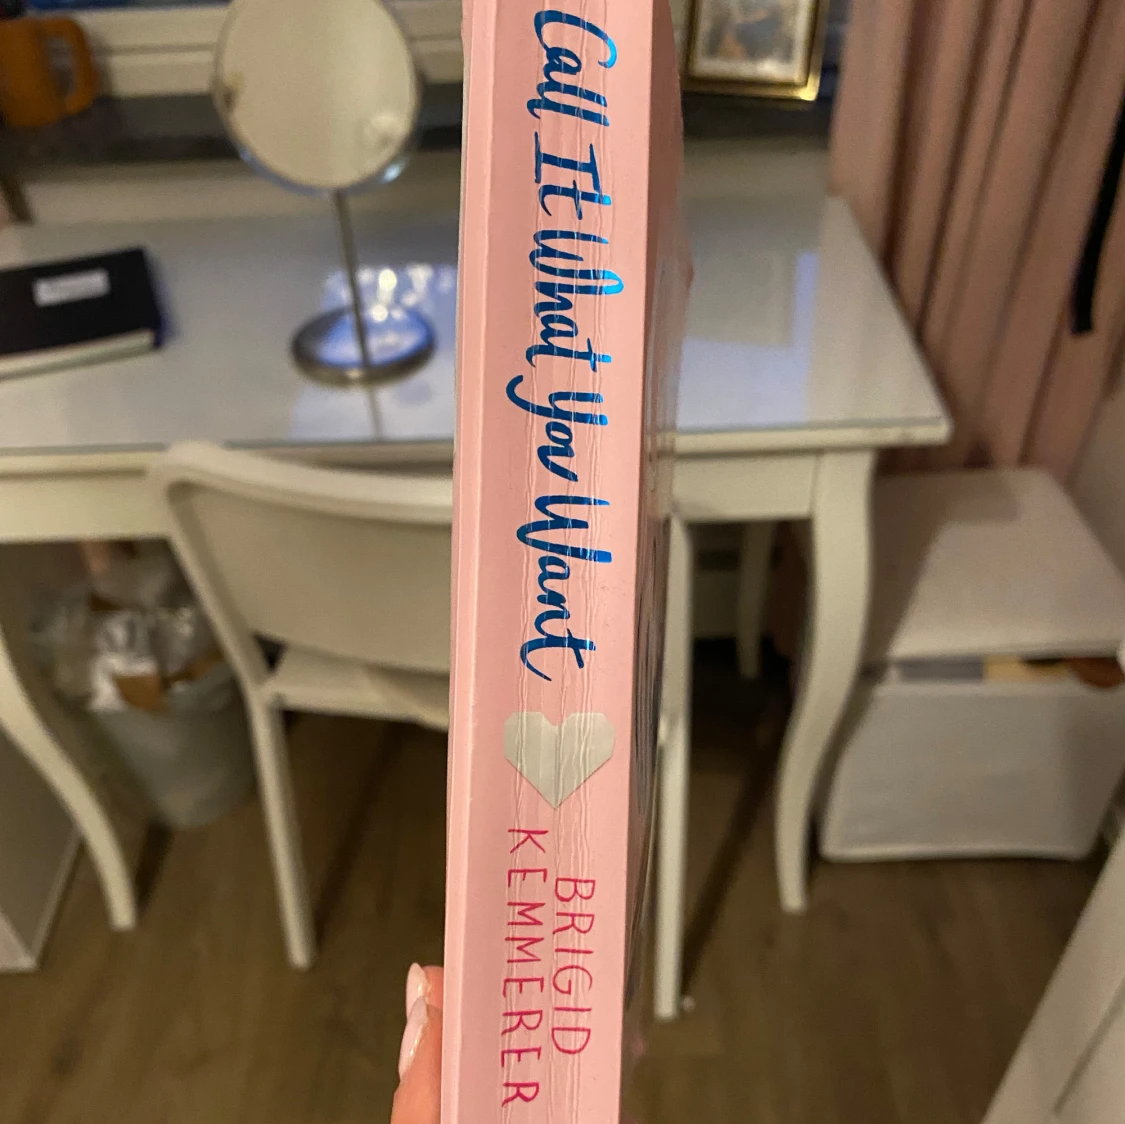 Call It What You Want
BRIGID
KEMMERER